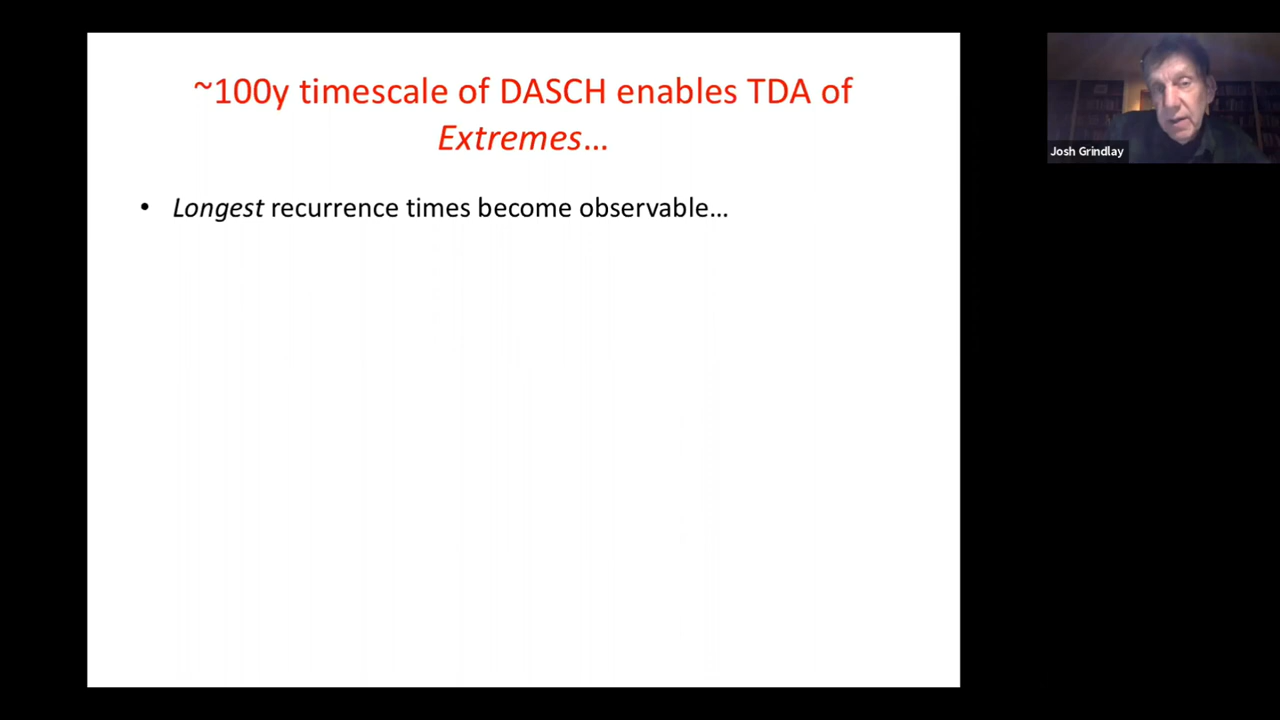 ~100y timescale of DASCH enables TDA of
Extremes…
• Longest recurrence times become observable…
Josh Grindlay